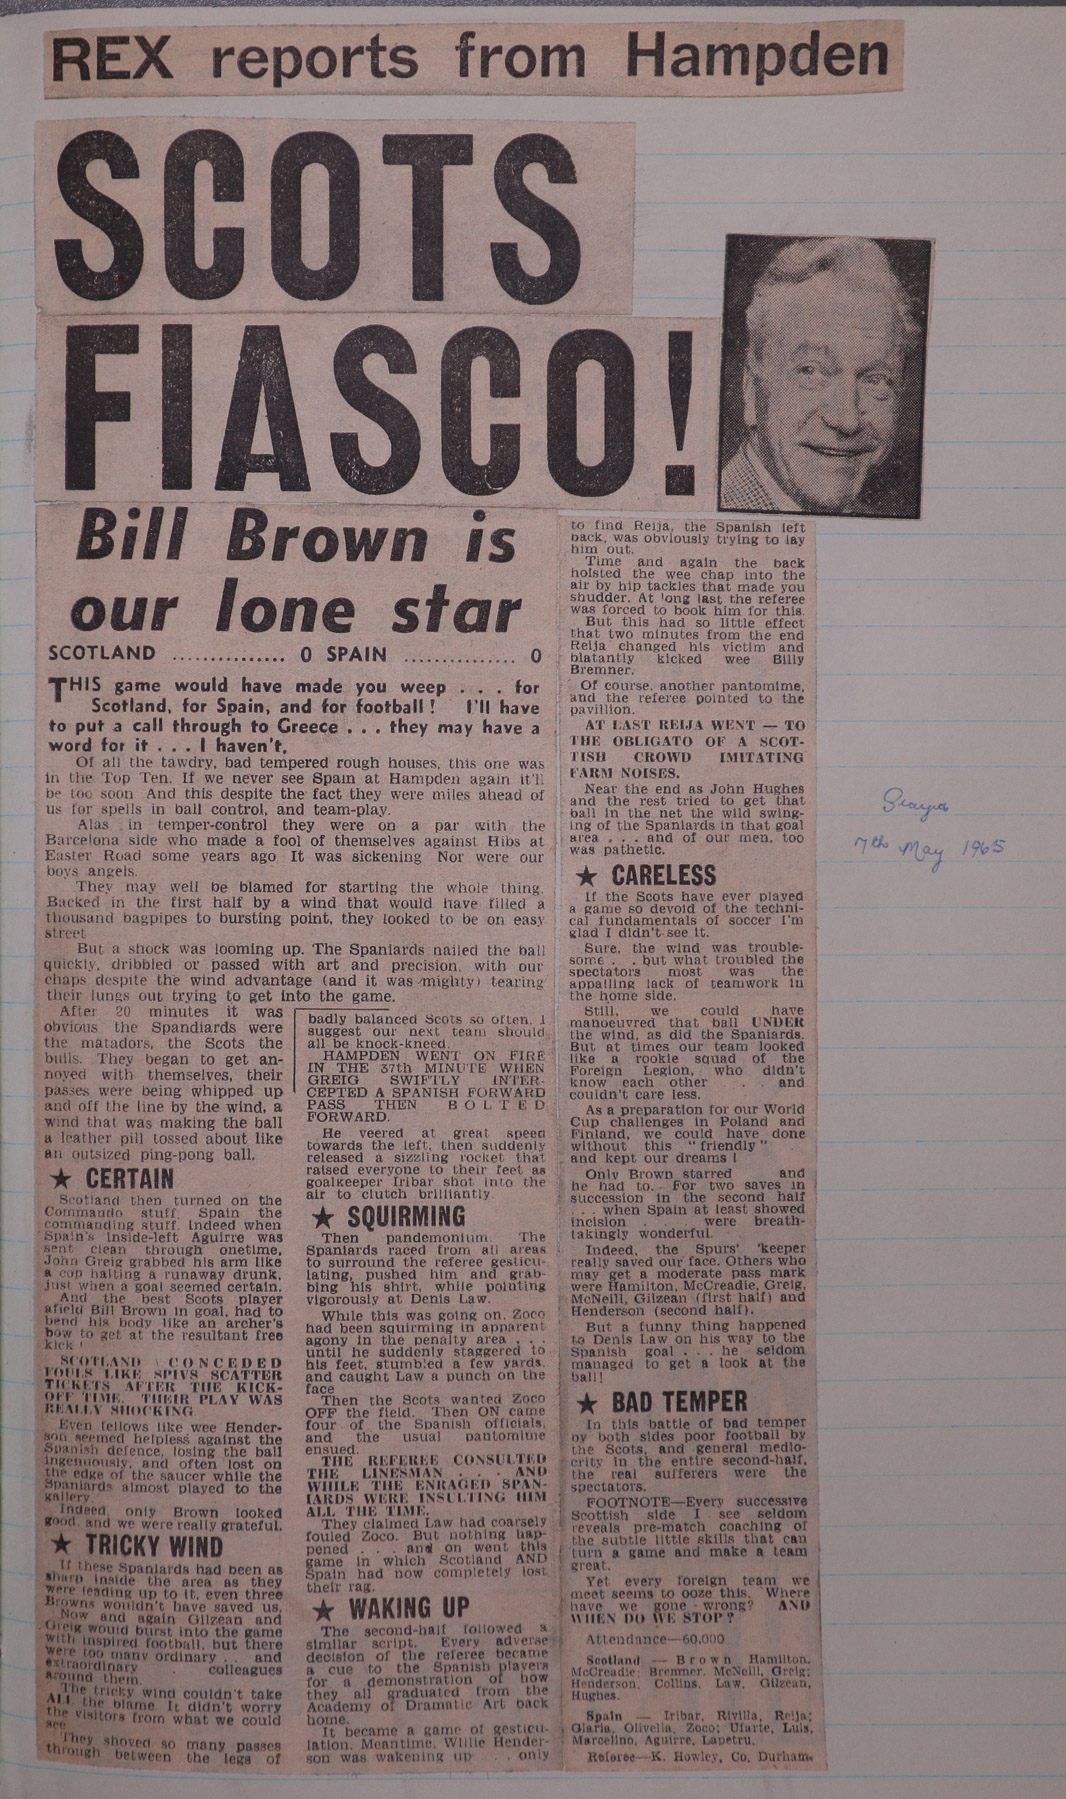 REX reports from Hampden
SCOTS
FIASCO!
Bill Brown is
our lone star
SCOTLAND ............... 0 SPAIN ............... 0
THIS game would have made you weep . . . for
Scotland, for Spain, and for football! I'll have
to put a call through to Greece . . . they may have a
word for it . . . I haven't.
Of all the tawdry, bad tempered rough houses, this one was
in the Top Ten. If we never see Spain at Hampden again it'll
be too soon And this despite the fact they were miles ahead of
us for spells in ball control, and team-play.
Alas in temper-control they were on a par with the
Barcelona side who made a fool of themselves against Hibs at
Easter Road some years ago It was sickening Nor were our
boys angels.
They may well be blamed for starting the whole thing.
Backed in the first half by a wind that would have filled a
thousand bagpipes to bursting point, they looked to be on easy
street
But a shock was looming up. The Spaniards nailed the ball
quickly, dribbled or passed with art and precision, with our
chaps despite the wind advantage (and it was mighty) tearing
their lungs out trying to get into the game.
After 20 minutes it was
obvious the Spandiards were
the matadors, the Scots the
bulls. They began to get an-
noyed with themselves, their
passes were being whipped up
and off the line by the wind, a
wind that was making the ball
a leather pill tossed about like
an outsized ping-pong ball.
★ CERTAIN
Scotland then turned on the
Commando stuff, Spain the
commanding stuff. Indeed when
Spain's inside-left Aguirre was
sent clean through onetime,
John Greig grabbed his arm like
a cop halting a runaway drunk,
just when a goal seemed certain.
And the best Scots player
afield Bill Brown in goal, had to
bend his body like an archer's
bow to get at the resultant free
kick!
SCOTLAND CONCEDED
FOULS LIKE SPIVS SCATTER
TICKETS AFTER THE KICK-
OFF TIME. THEIR PLAY WAS
REALLY SHOCKING.
Even fellows like wee Hender-
son seemed helpless against the
Spanish defence, losing the ball
ingenuously, and often lost on
the edge of the saucer while the
Spaniards almost played to the
gallery
Indeed, only Brown looked
good, and we were really grateful.
★ TRICKY WIND
If these Spaniards had been as
sharp inside the area as they
were leading up to it, even three
Browns wouldn't have saved us.
Now and again Gilzean and
Greig would burst into the game
with inspired football, but there
were too many ordinary . . and
extraordinary . colleagues
around them.
The tricky wind couldn't take
ALL the blame It didn't worry
the visitors from what we could
see
They shoved so many passes
through between the legs of
badly balanced Scots so often, I
suggest our next team should
all be knock-kneed.
HAMPDEN WENT ON FIRE
IN THE 37th MINUTE WHEN
GREIG SWIFTLY INTER-
CEPTED A SPANISH FORWARD
PASS THEN BOLTED
FORWARD.
He veered at great speed
towards the left, then suddenly
released a sizzling rocket that
raised everyone to their feet as
goalkeeper Iribar shot into the
air to clutch brilliantly.
★ SQUIRMING
Then pandemonium. The
Spaniards raced from all areas
to surround the referee gesticu-
lating, pushed him and grab-
bing his shirt, while pointing
vigorously at Denis Law.
While this was going on, Zoco
had been squirming in apparent
agony in the penalty area . . .
until he suddenly staggered to
his feet, stumbled a few yards,
and caught Law a punch on the
face
Then the Scots wanted Zoco
OFF the field. Then ON came
four of the Spanish officials,
and the usual pantomime
ensued.
THE REFEREE CONSULTED
THE LINESMAN . . . AND
WHILE THE ENRAGED SPAN-
IARDS WERE INSULTING HIM
ALL THE TIME.
They claimed Law had coarsely
fouled Zoco. But nothing hap-
pened . . . and on went this
game in which Scotland AND
Spain had now completely lost
their rag.
★ WAKING UP
The second-half followed a
similar script. Every adverse
decision of the referee became
a cue to the Spanish players
for a demonstration of how
they all graduated from the
Academy of Dramatic Art back
home.
It became a game of gesticu-
lation. Meantime, Willie Hender-
son was wakening up . . only
to find Reija, the Spanish left
back, was obviously trying to lay
him out.
Time and again the back
hoisted the wee chap into the
air by hip tackles that made you
shudder. At long last the referee
was forced to book him for this.
But this had so little effect
that two minutes from the end
Reija changed his victim and
blatantly kicked wee Billy
Bremner.
Of course, another pantomime,
and the referee pointed to the
pavilion.
AT LAST REIJA WENT — TO
THE OBLIGATO OF A SCOT-
TISH CROWD IMITATING
FARM NOISES.
Near the end as John Hughes
and the rest tried to get that
ball in the net the wild swing-
ing of the Spaniards in that goal
area . . . and of our men, too
was pathetic.
★ CARELESS
If the Scots have ever played
a game so devoid of the techni-
cal fundamentals of soccer I'm
glad I didn't see it.
Sure, the wind was trouble-
some . . but what troubled the
spectators most was the
appalling lack of teamwork in
the home side.
Still, we could have
manoeuvred that ball UNDER
the wind, as did the Spaniards.
But at times our team looked
like a rookie squad of the
Foreign Legion, who didn't
know each other . . and
couldn't care less.
As a preparation for our World
Cup challenges in Poland and
Finland, we could have done
without this "friendly"
and kept our dreams!
Only Brown starred and
he had to. For two saves in
succession in the second half
. . . when Spain at least showed
incision . . were breath-
takingly wonderful.
Indeed, the Spurs' 'keeper
really saved our face. Others who
may get a moderate pass mark
were Hamilton, McCreadie, Greig,
McNeill, Gilzean (first half) and
Henderson (second half).
But a funny thing happened
to Denis Law on his way to the
Spanish goal . . . he seldom
managed to get a look at the
ball!
★ BAD TEMPER
In this battle of bad temper
by both sides poor football by
the Scots, and general medio-
crity in the entire second-half,
the real sufferers were the
spectators.
FOOTNOTE—Every successive
Scottish side I see seldom
reveals pre-match coaching of
the subtle little skills that can
turn a game and make a team
great.
Yet every foreign team we
meet seems to ooze this. Where
have we gone wrong? AND
WHEN DO WE STOP?
Attendance—60,000
Scotland — Brown Hamilton,
McCreadie; Bremner, McNeill, Greig;
Henderson, Collins, Law, Gilzean,
Hughes.
Spain — Iribar, Rivilla, Reija;
Glaria, Olivella, Zoco; Ufarte, Luis,
Marcelino, Aguirre, Lapetra.
Referee—K. Howley, Co. Durham.
7th May 1965